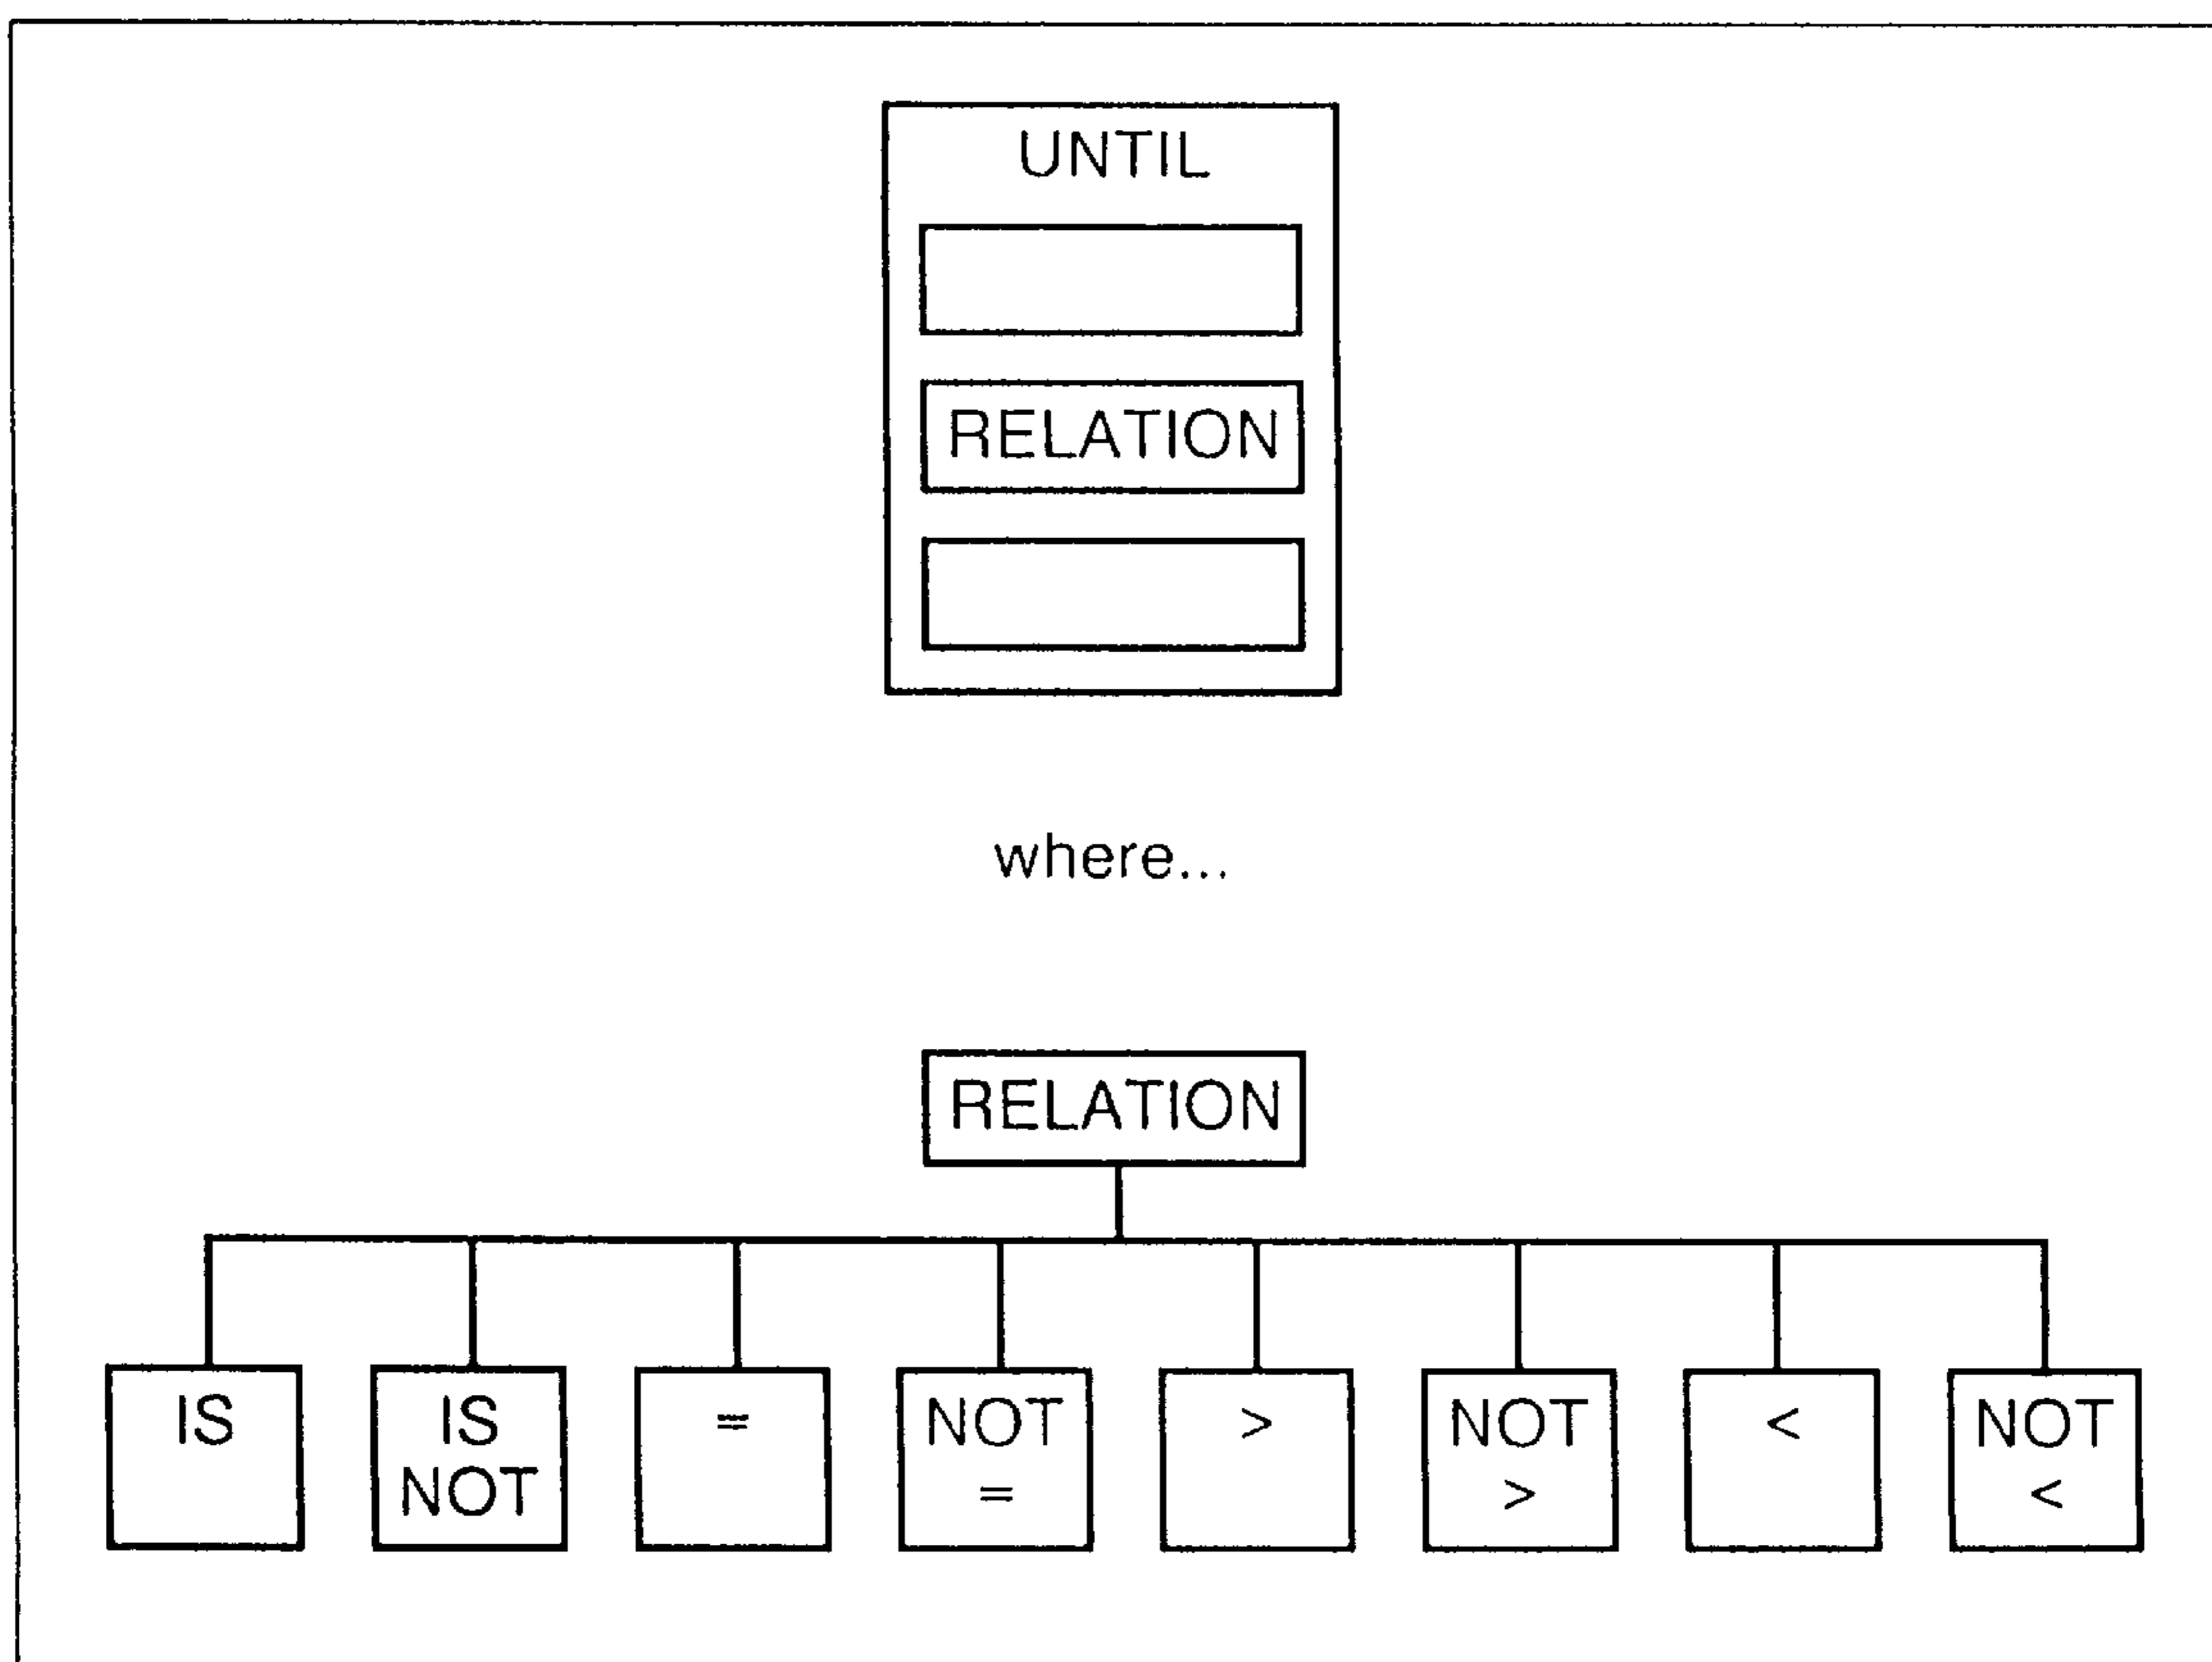 UNTIL
RELATION
where...
RELATION
IS
IS
NOT
=
NOT
=
>
NOT
>
<
NOT
<